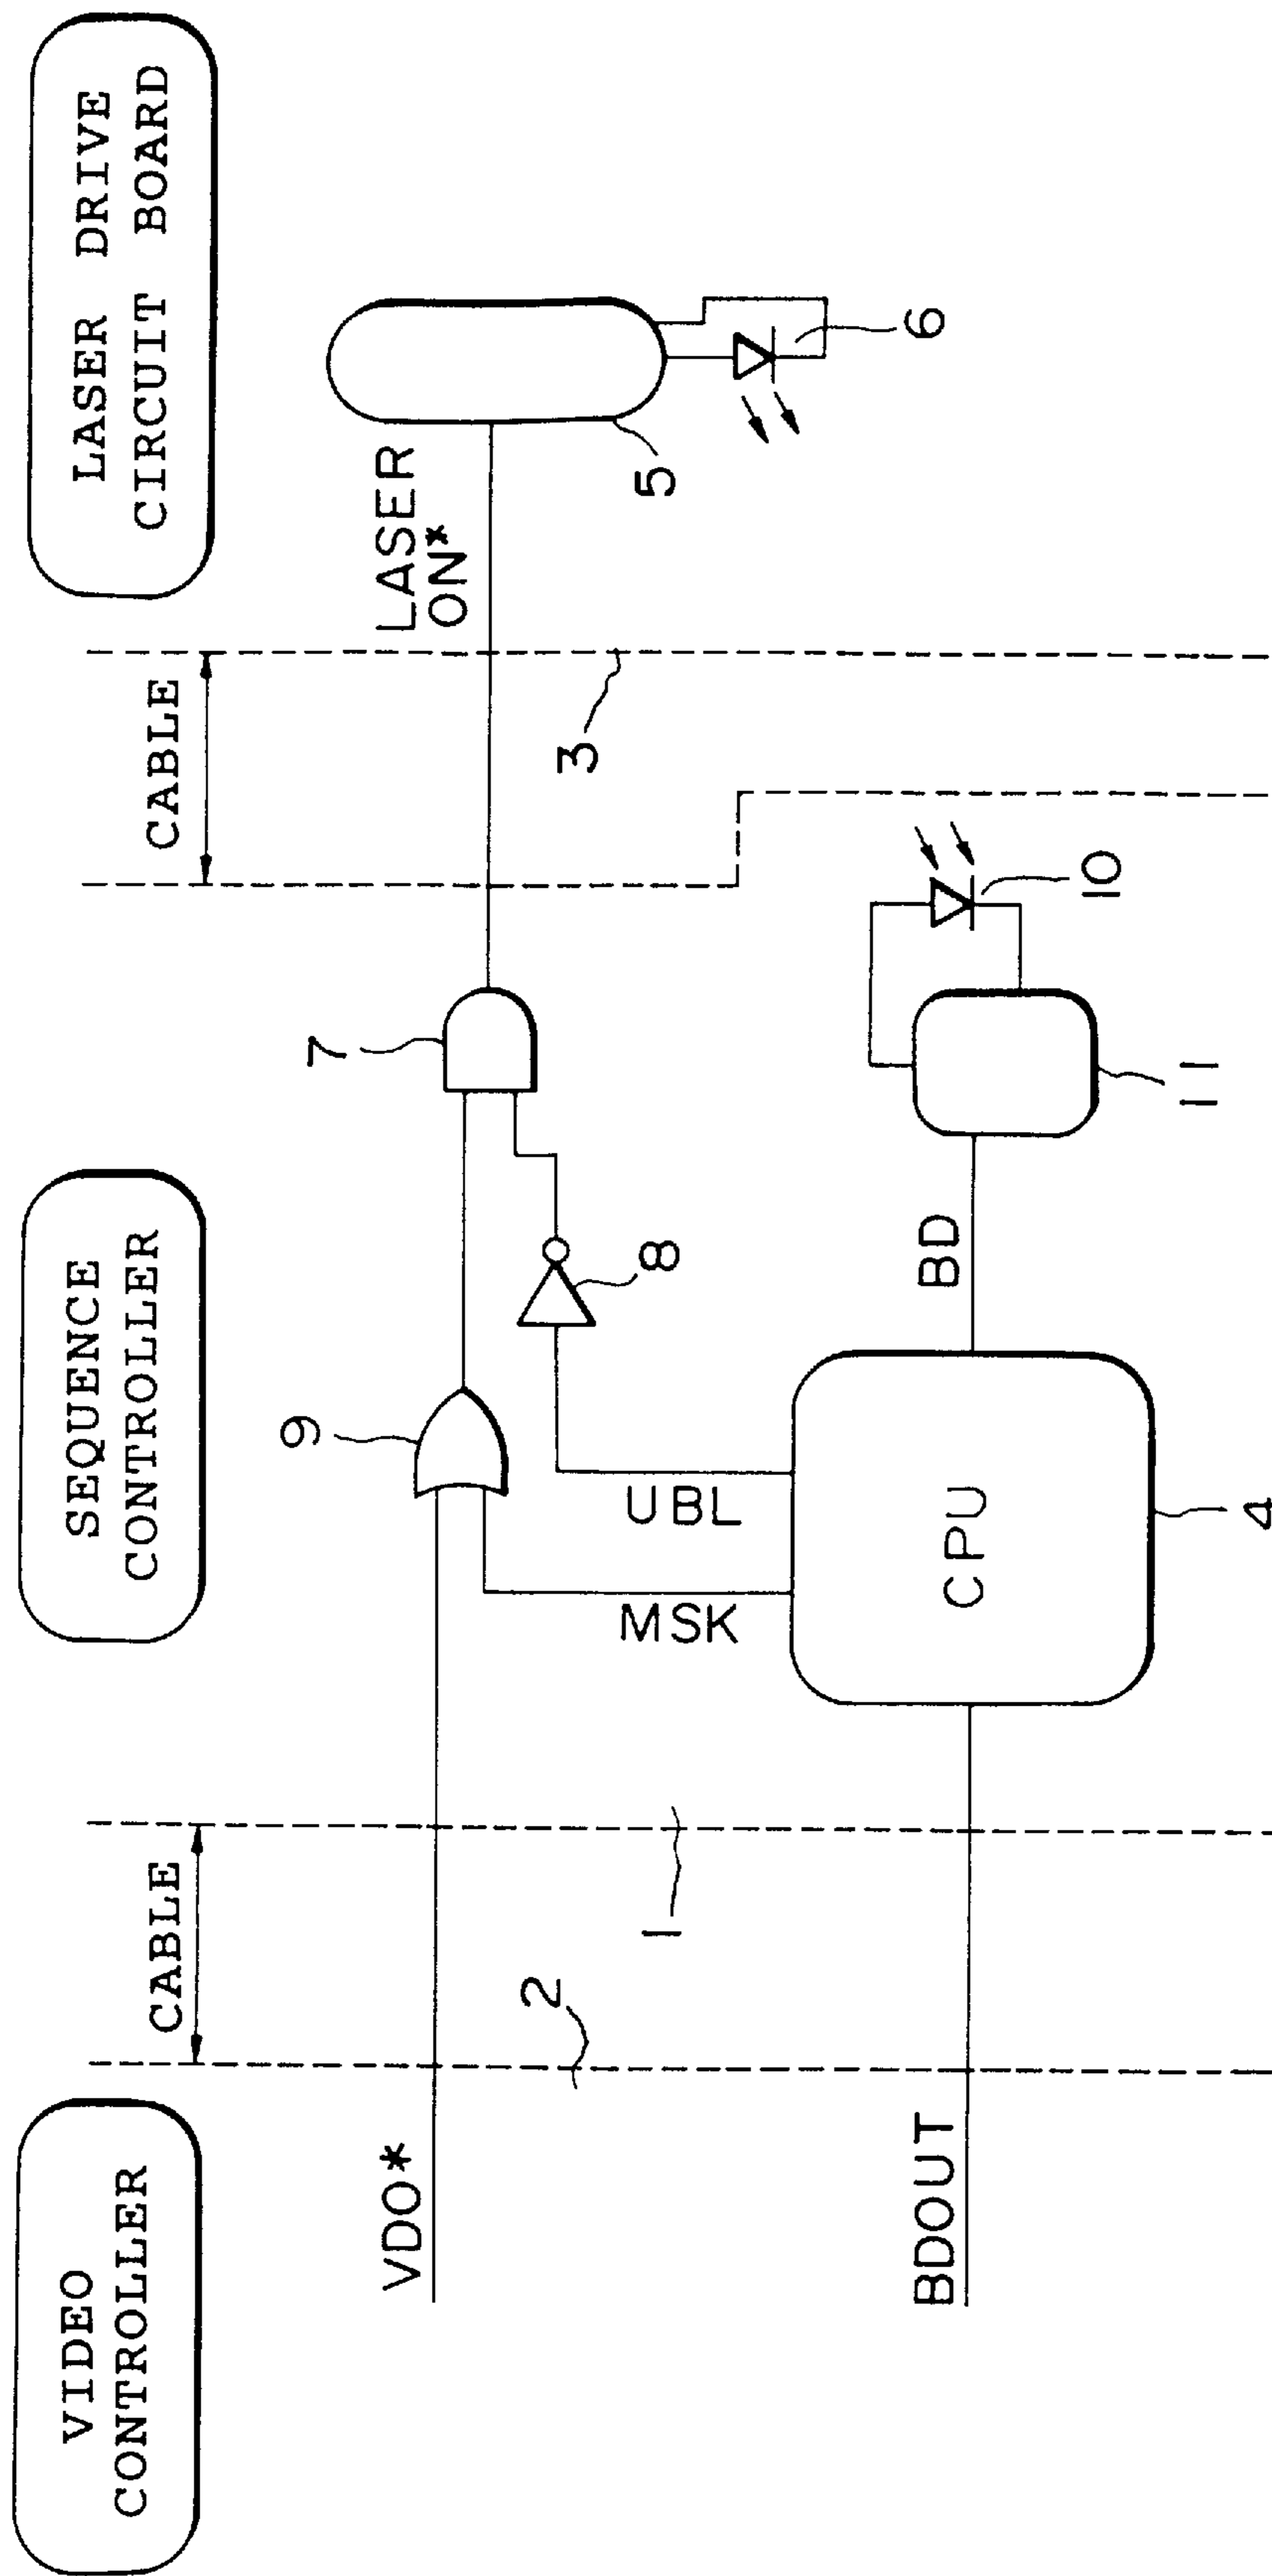 VIDEO
CONTROLLER
SEQUENCE
CONTROLLER
LASER DRIVE
CIRCUIT BOARD
CABLE
CABLE
VDO*
9
7
LASER
ON*
2
1
MSK
UBL
8
3
5
6
BDOUT
CPU
BD
10
4
11